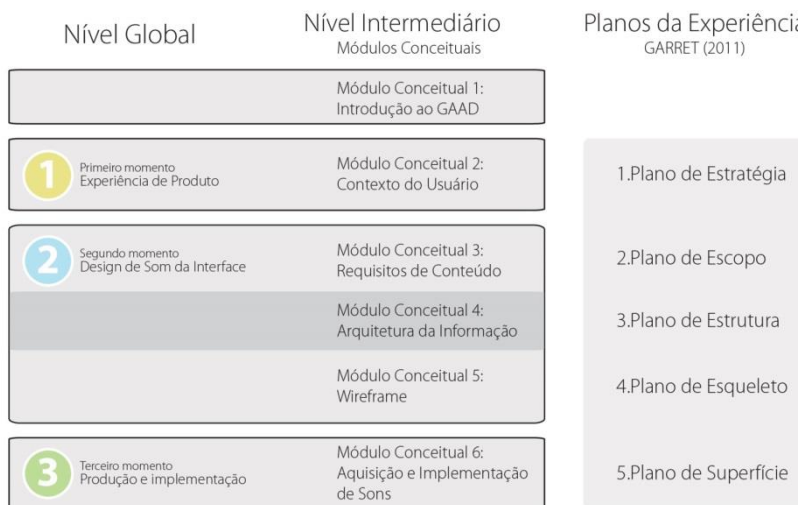 Nível Global
Nível Intermediário
Módulos Conceituais
Planos da Experiência
GARRET (2011)
Módulo Conceitual 1:
Introdução ao GAAD
1
Primeiro momento
Experiência de Produto
Módulo Conceitual 2:
Contexto do Usuário
1.Plano de Estratégia
2
Segundo momento
Design de Som da Interface
Módulo Conceitual 3:
Requisitos de Conteúdo
2.Plano de Escopo
Módulo Conceitual 4:
Arquitetura da Informação
3.Plano de Estrutura
Módulo Conceitual 5:
Wireframe
4.Plano de Esqueleto
3
Terceiro momento
Produção e implementação
Módulo Conceitual 6:
Aquisição e Implementação
de Sons
5.Plano de Superfície